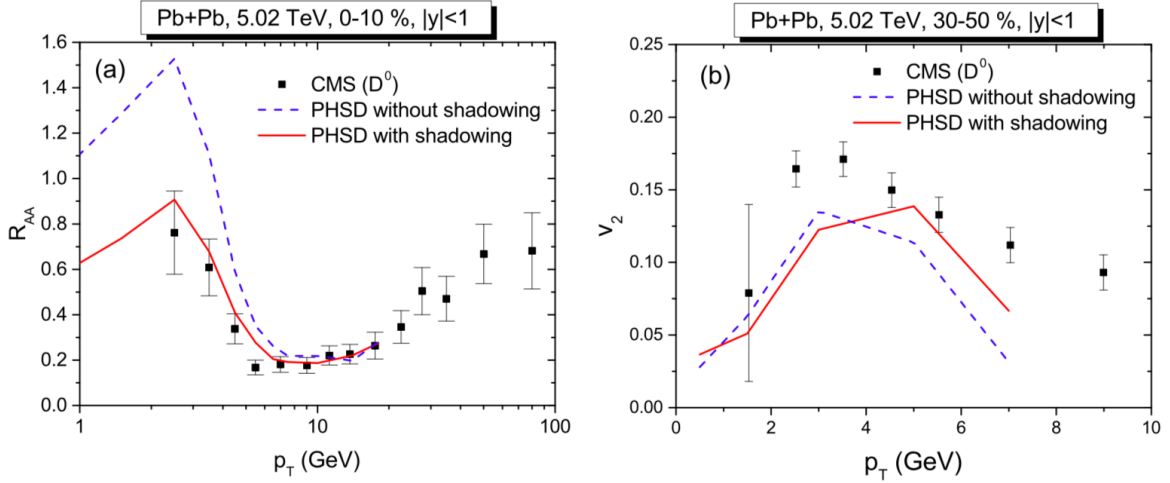 Pb+Pb, 5.02 TeV, 0-10 %, |y|<1
(a)
CMS (D⁰)
PHSD without shadowing
PHSD with shadowing
R_AA
1.6
1.4
1.2
1.0
0.8
0.6
0.4
0.2
0.0
1
10
100
p_T (GeV)
Pb+Pb, 5.02 TeV, 30-50 %, |y|<1
(b)
CMS (D⁰)
PHSD without shadowing
PHSD with shadowing
v_2
0.25
0.20
0.15
0.10
0.05
0.00
0
2
4
6
8
10
p_T (GeV)